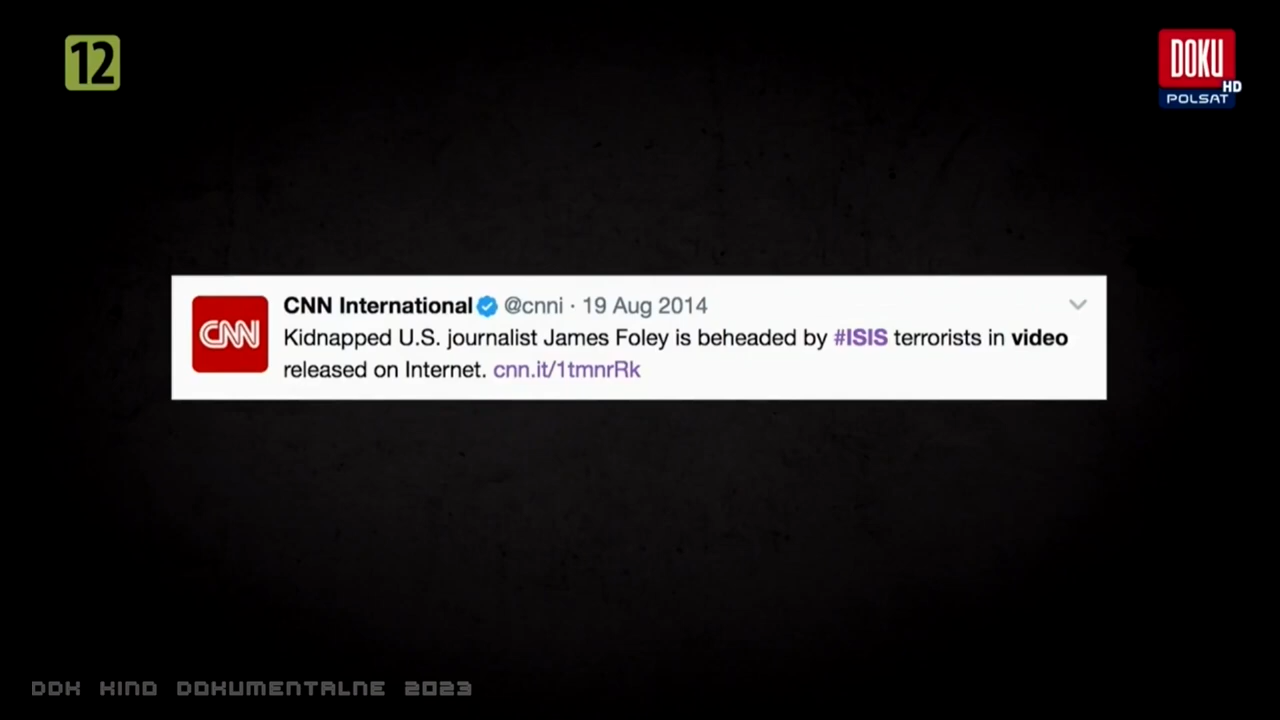 12
DOKU
HD
POLSAT
CNN International @cnni · 19 Aug 2014
CNN
Kidnapped U.S. journalist James Foley is beheaded by #ISIS terrorists in video
released on Internet. cnn.it/1tmnrRk
DDK KINO DOKUMENTALNE 2023